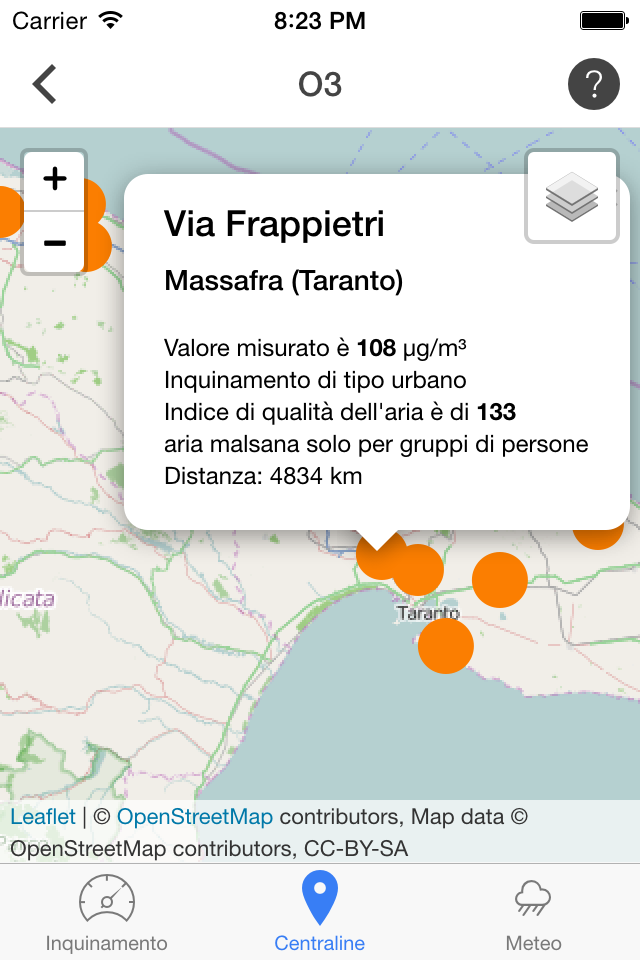 Carrier 8:23 PM
O3
?
+
Via Frappietri
−
Massafra (Taranto)
Valore misurato è 108 µg/m³
Inquinamento di tipo urbano
Indice di qualità dell'aria è di 133
aria malsana solo per gruppi di persone
Distanza: 4834 km
licata
Taranto
Leaflet | © OpenStreetMap contributors, Map data ©
OpenStreetMap contributors, CC-BY-SA
Inquinamento Centraline Meteo